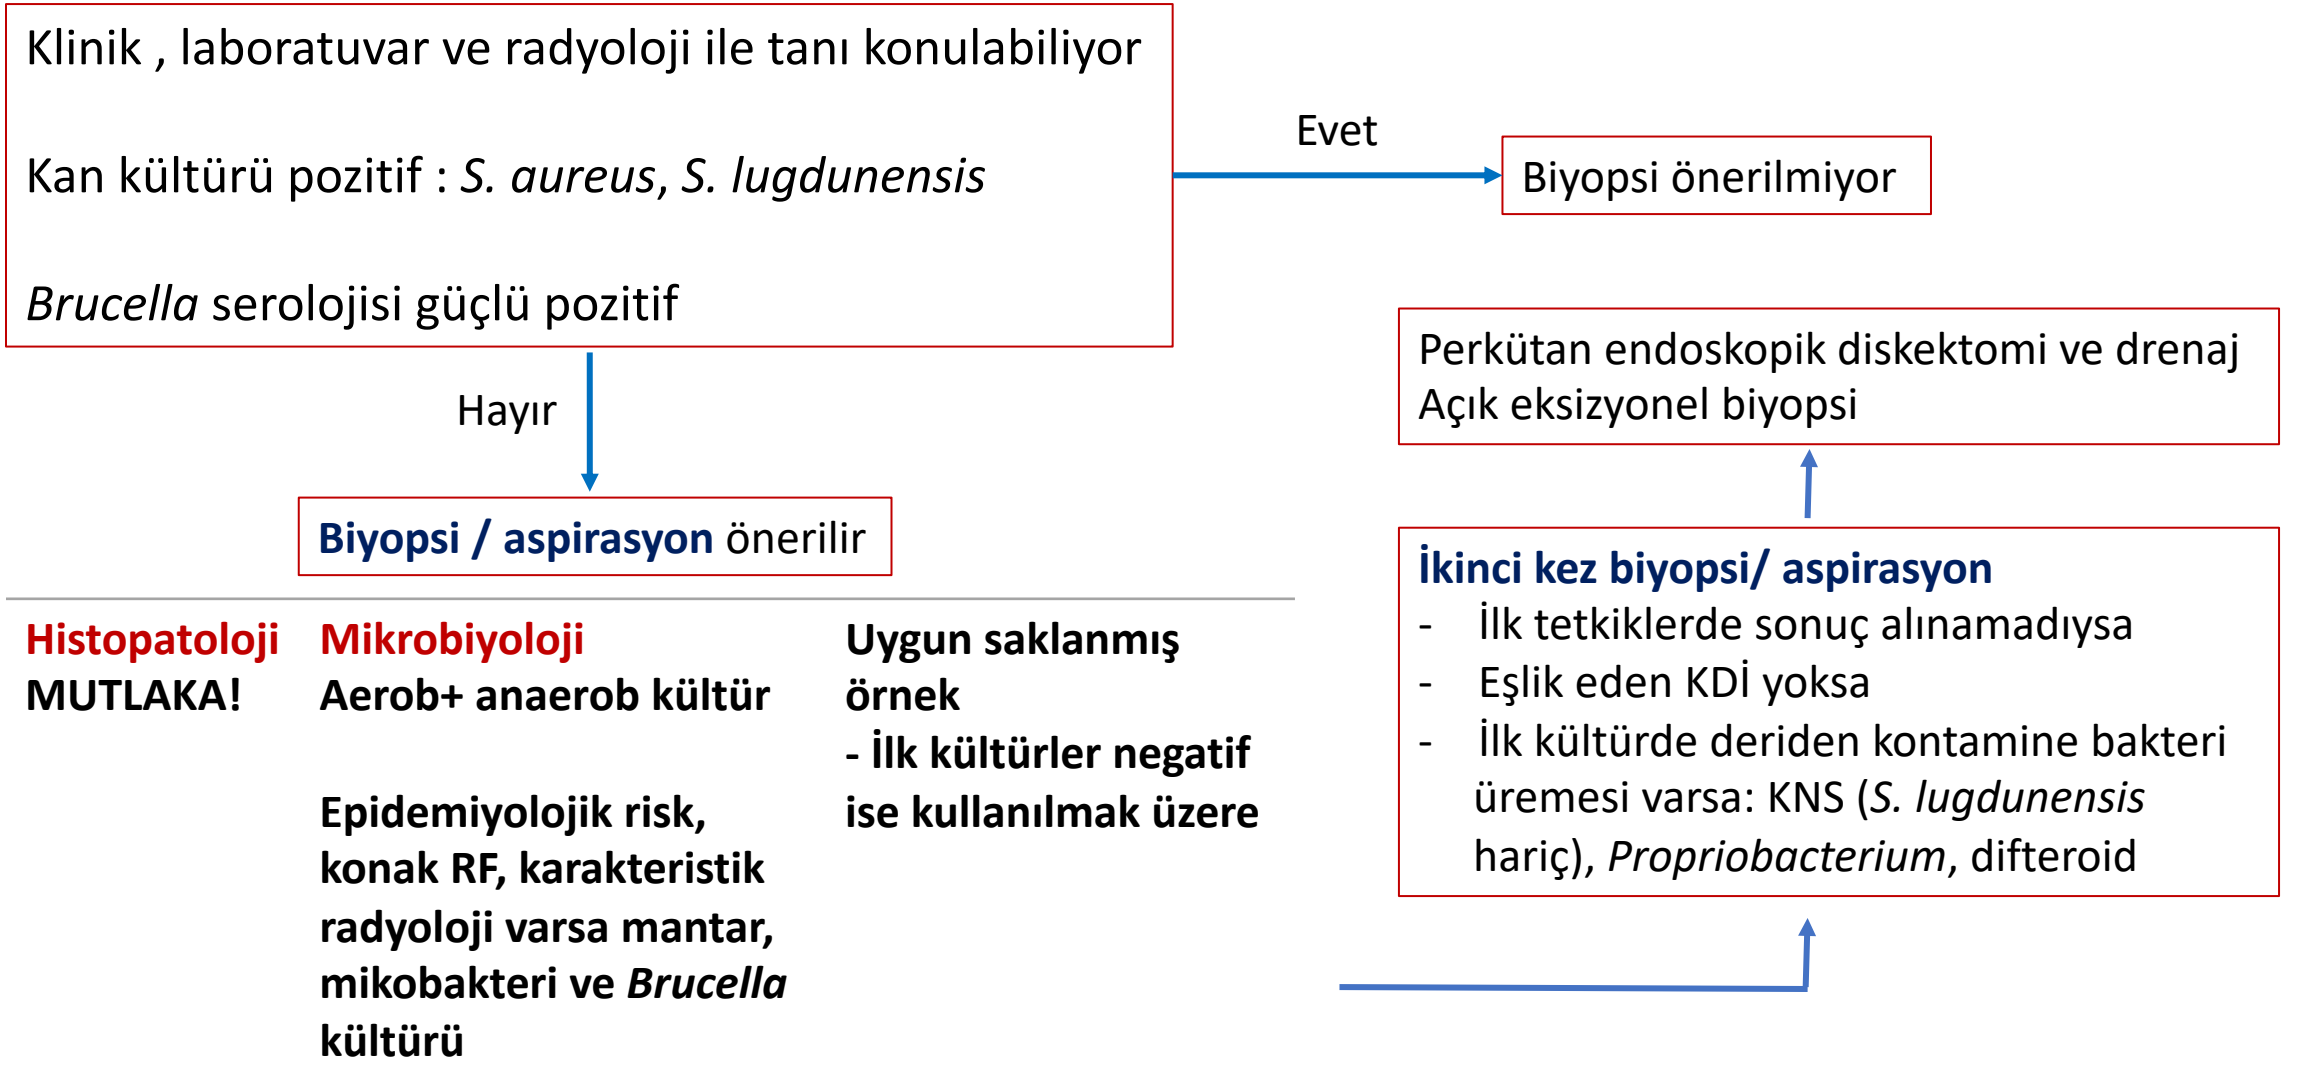 Klinik , laboratuvar ve radyoloji ile tanı konulabiliyor
Kan kültürü pozitif : S. aureus, S. lugdunensis
Brucella serolojisi güçlü pozitif
Evet
Biyopsi önerilmiyor
Hayır
Biyopsi / aspirasyon önerilir
Histopatoloji
MUTLAKA!
Mikrobiyoloji
Aerob+ anaerob kültür
Epidemiyolojik risk,
konak RF, karakteristik
radyoloji varsa mantar,
mikobakteri ve Brucella
kültürü
Uygun saklanmış
örnek
- İlk kültürler negatif
ise kullanılmak üzere
İkinci kez biyopsi/ aspirasyon
- İlk tetkiklerde sonuç alınamadıysa
- Eşlik eden KDİ yoksa
- İlk kültürde deriden kontamine bakteri
üremesi varsa: KNS (S. lugdunensis
hariç), Propriobacterium, difteroid
Perkütan endoskopik diskektomi ve drenaj
Açık eksizyonel biyopsi